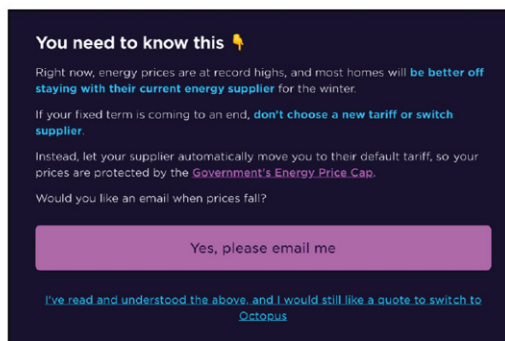 You need to know this 👇
Right now, energy prices are at record highs, and most homes will be better off
staying with their current energy supplier for the winter.
If your fixed term is coming to an end, don't choose a new tariff or switch
supplier.
Instead, let your supplier automatically move you to their default tariff, so your
prices are protected by the Government's Energy Price Cap.
Would you like an email when prices fall?
Yes, please email me
I've read and understood the above, and I would still like a quote to switch to
Octopus